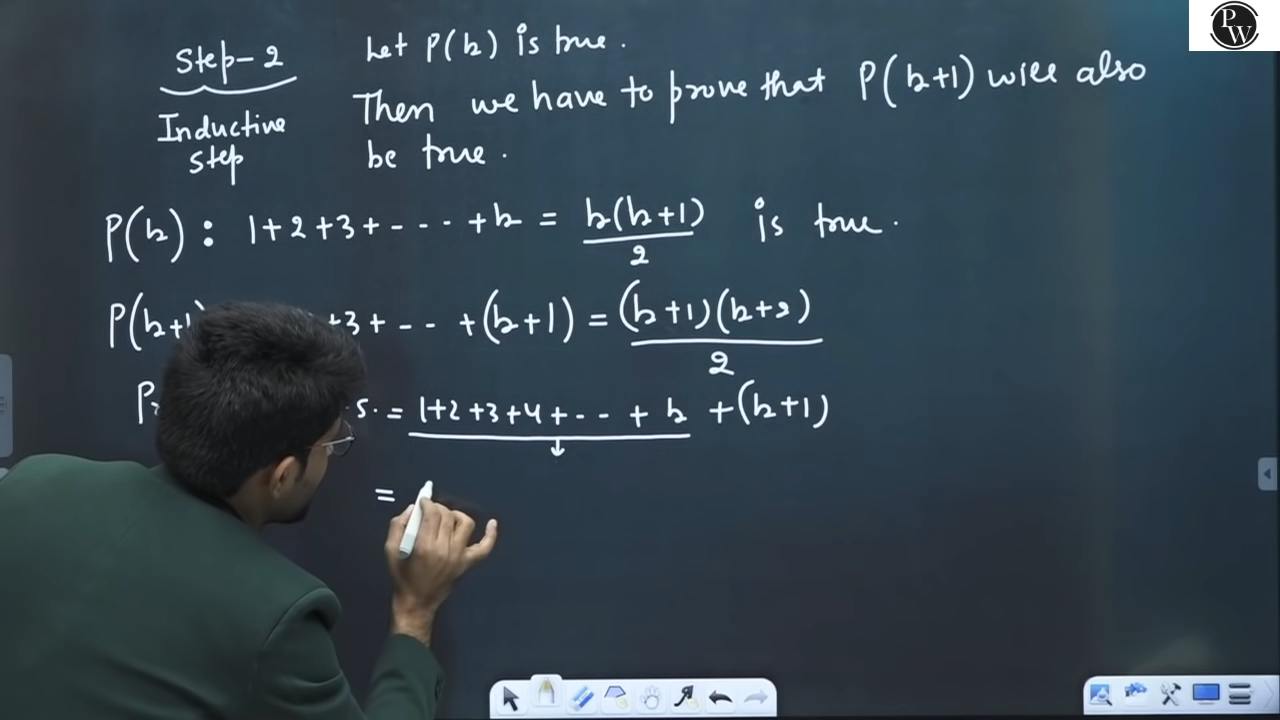 Step-2
Inductive
step
Let P(k) is true.
Then we have to prove that P(k+1) will also
be true.
P(k): 1+2+3+----+k = k(k+1)/2 is true.
P(k+1) +3+-- +(k+1) = (k+1)(k+2)/2
s. = 1+2+3+4+--+k +(k+1)
=
PW